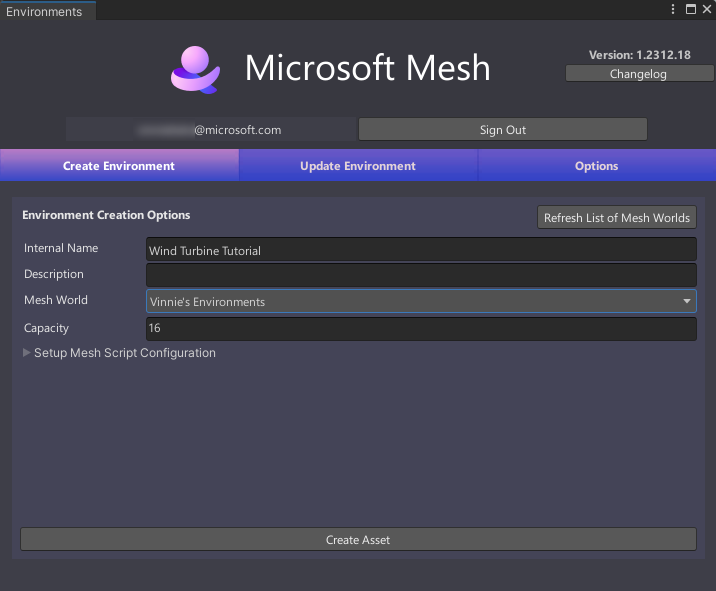 Environments
Microsoft Mesh
Version: 1.2312.18
Changelog
@microsoft.com
Sign Out
Create Environment Update Environment Options
Environment Creation Options
Refresh List of Mesh Worlds
Internal Name Wind Turbine Tutorial
Description
Mesh World Vinnie's Environments
Capacity 16
Setup Mesh Script Configuration
Create Asset